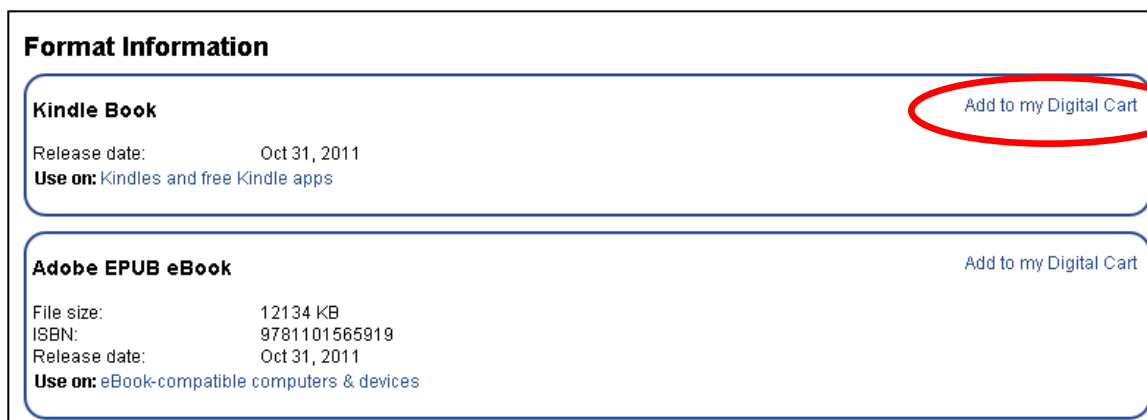 Format Information
Kindle Book
Add to my Digital Cart
Release date: Oct 31, 2011
Use on: Kindles and free Kindle apps
Adobe EPUB eBook
Add to my Digital Cart
File size: 12134 KB
ISBN: 9781101565919
Release date: Oct 31, 2011
Use on: eBook-compatible computers & devices